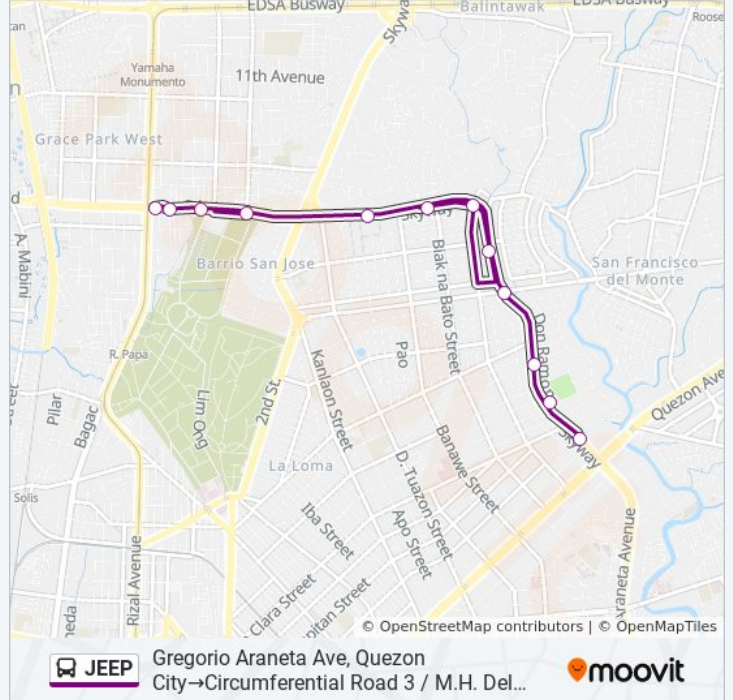 EDSA Busway
Skyway
Balintawak
EDSA Busway
Roose
Yamaha
Monumento
11th Avenue
Grace Park West
Skyway
A. Mabini
Barrio San Jose
Biak na Bato Street
San Francisco
del Monte
Don Ramon
R. Papa
Pao
Kanlaon Street
Lim Ong
2nd St.
Pilar
Bagac
Quezon Ave
Banawe Street
Skyway
La Loma
D. Tuazon Street
Solis
Iba Street
Apo Street
Rizal Avenue
Araneta Avenue
Clara Street
pitan Street
neda
© OpenStreetMap contributors | © OpenMapTiles
JEEP
Gregorio Araneta Ave, Quezon
City→Circumferential Road 3 / M.H. Del...
moovit